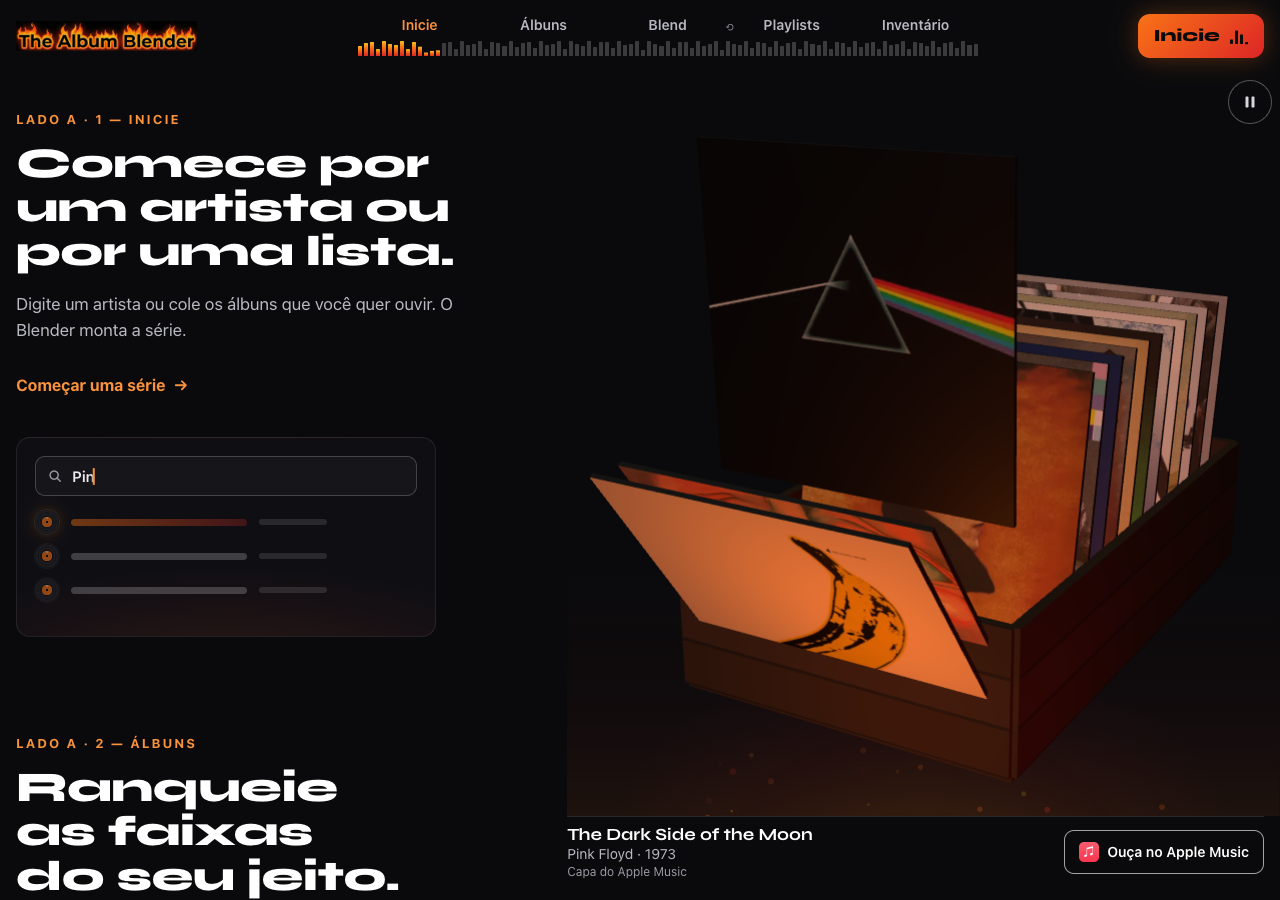 The Album Blender
Inicie
Álbuns
Blend
Playlists
Inventário
Inicie
LADO A · 1 — INICIE
Comece por
um artista ou
por uma lista.
Digite um artista ou cole os álbuns que você quer ouvir. O
Blender monta a série.
Começar uma série →
Pin
LADO A · 2 — ÁLBUNS
Ranqueie
as faixas
do seu jeito.
The Dark Side of the Moon
Pink Floyd · 1973
Capa do Apple Music
Ouça no Apple Music